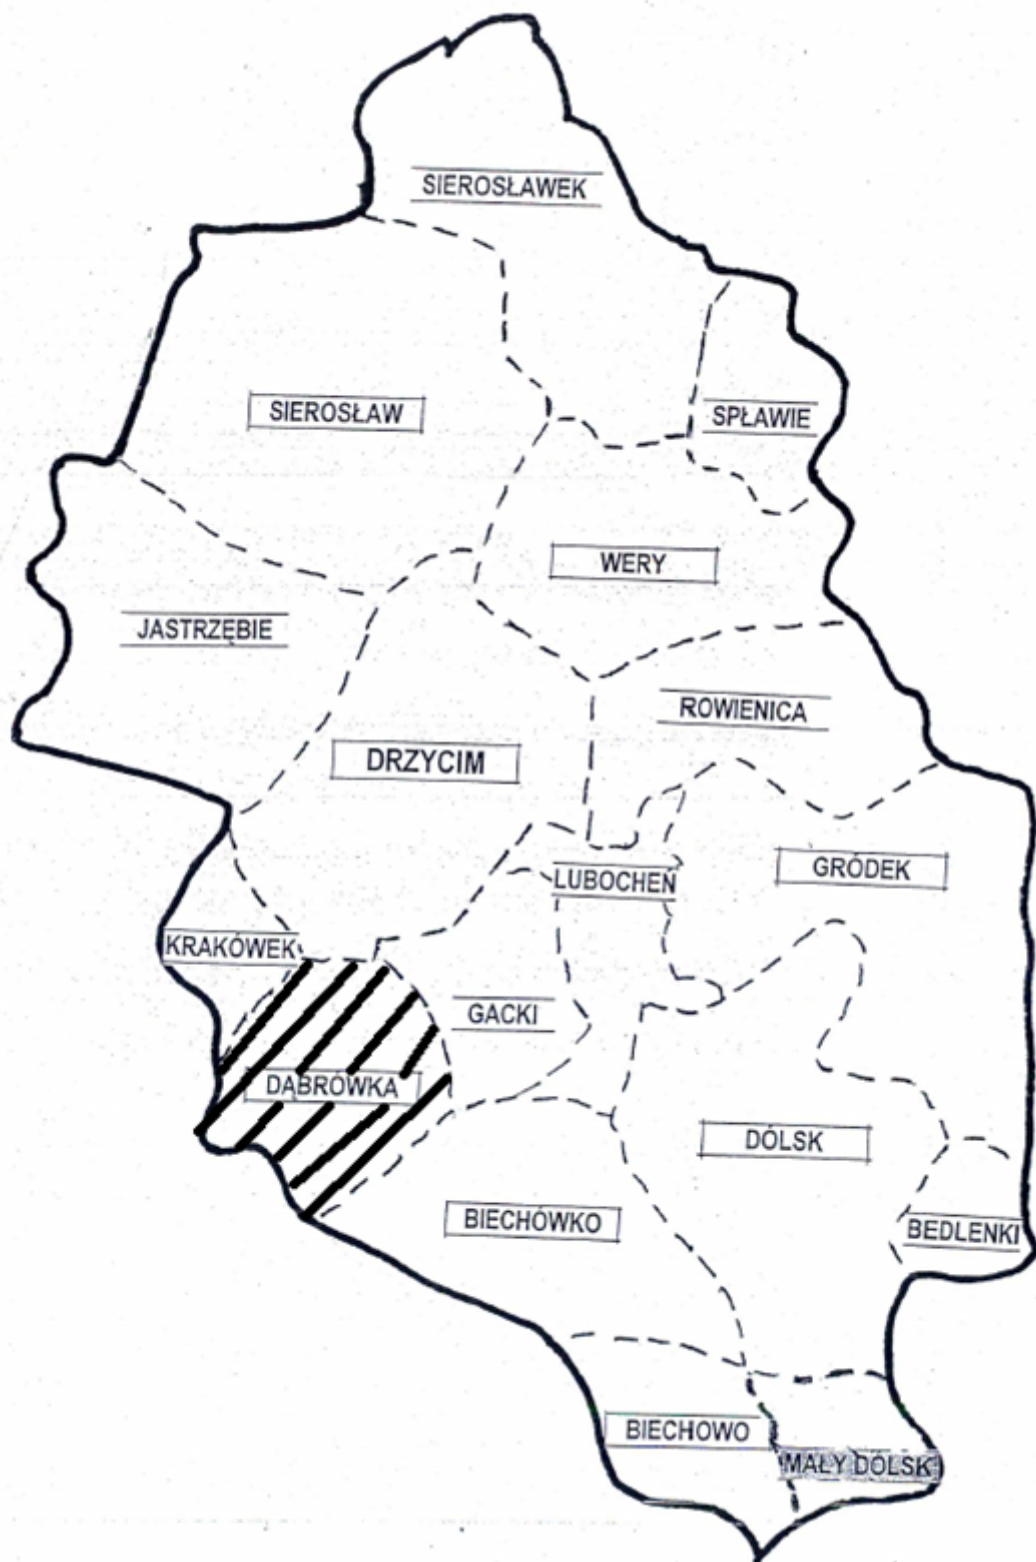 SIEROSŁAWEK
SIEROSŁAW
SPŁAWIE
WERY
JASTRZĘBIE
ROWIENICA
DRZYCIM
LUBOCHEŃ
GRÓDEK
KRAKÓWEK
GACKI
DĄBRÓWKA
DÓLSK
BIECHÓWKO
BEDLENKI
BIECHOWO
MAŁY DÓLSK